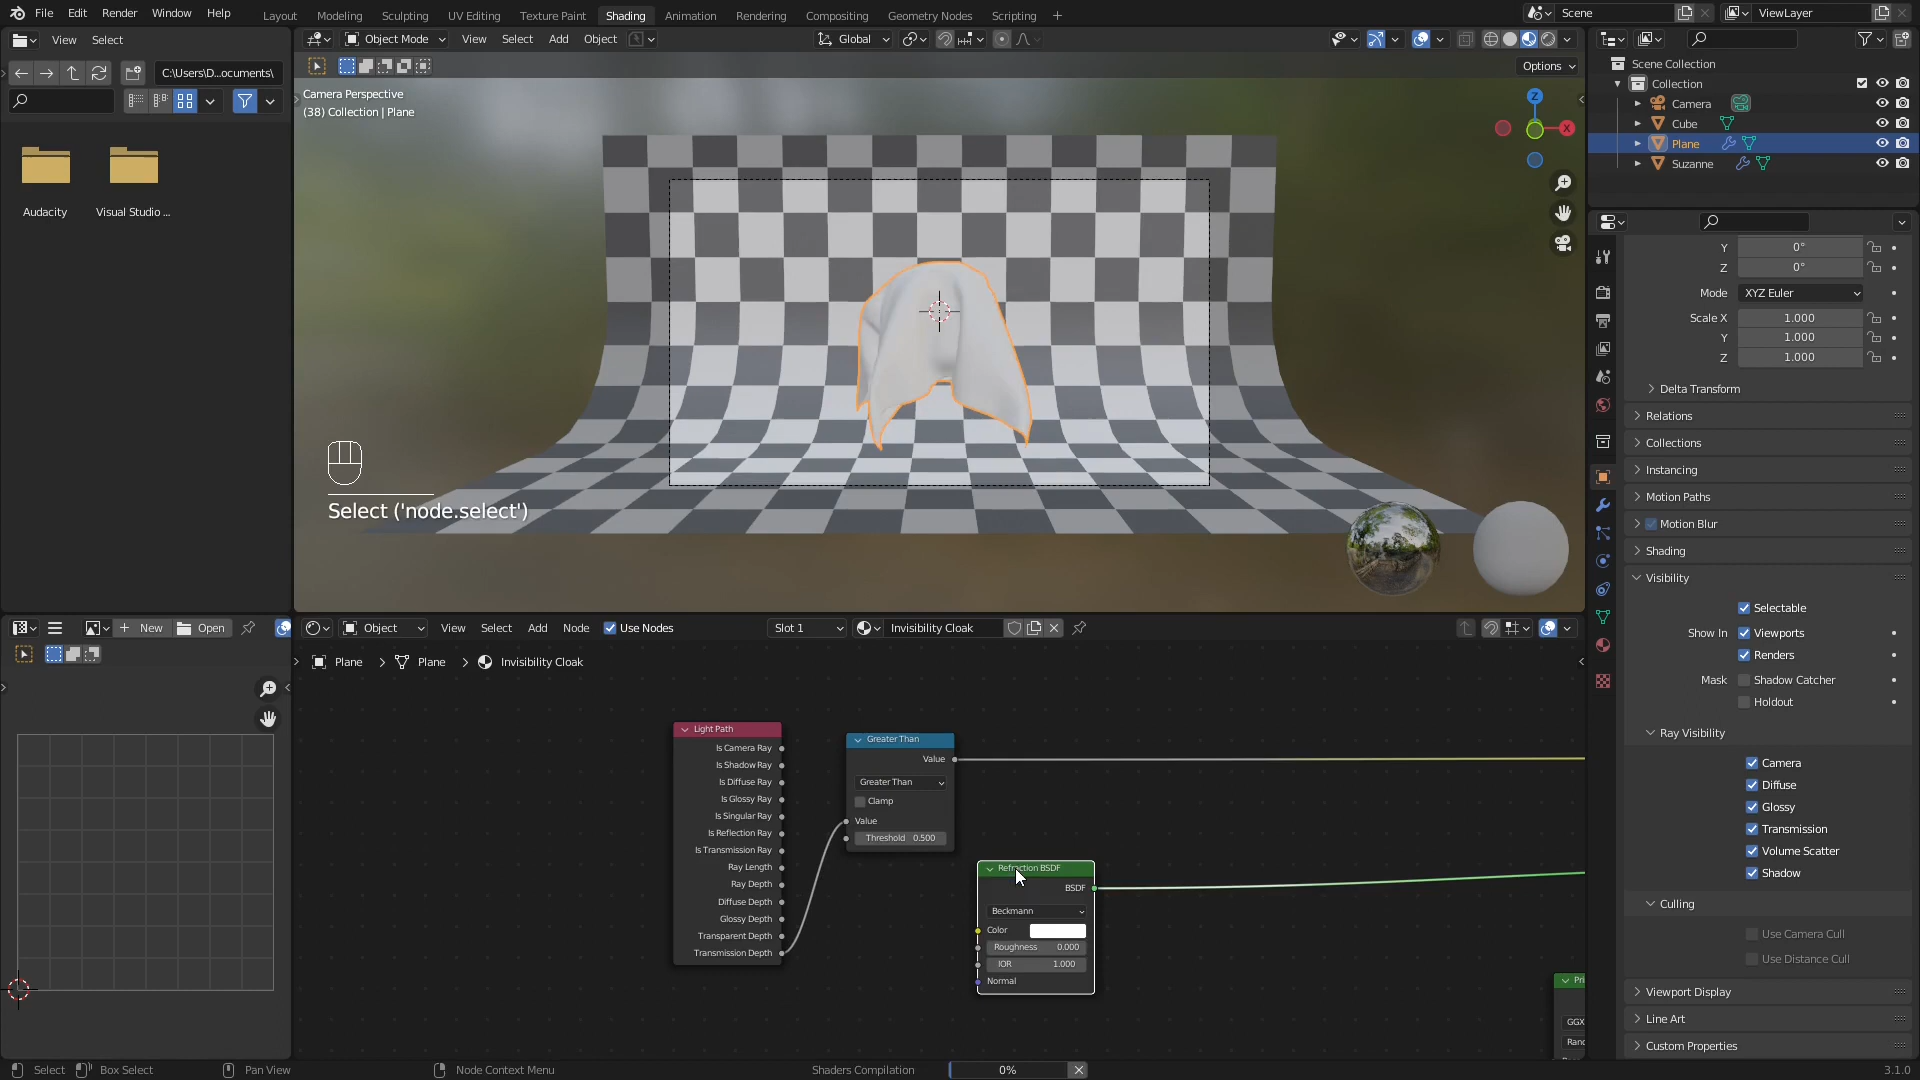 File Edit Render Window Help Layout Modeling Sculpting UV Editing Texture Paint Shading Animation Rendering Compositing Geometry Nodes Scripting + Scene ViewLayer
View Select Object Mode View Select Add Object Global
C:\Users\D...ocuments\ Options
Audacity Visual Studio ...
Camera Perspective
(38) Collection | Plane
Z
X
Select ('node.select')
Scene Collection
Collection
Camera
Cube
Plane
Suzanne
Y 0°
Z 0°
Mode XYZ Euler
Scale X 1.000
Y 1.000
Z 1.000
Delta Transform
Relations
Collections
Instancing
Motion Paths
Motion Blur
Shading
Visibility
Selectable
Show In Viewports
Renders
Mask Shadow Catcher
Holdout
Ray Visibility
Camera
Diffuse
Glossy
Transmission
Volume Scatter
Shadow
Culling
Use Camera Cull
Use Distance Cull
Viewport Display
Line Art
Custom Properties
+ New Open
Object View Select Add Node Use Nodes Slot 1 Invisibility Cloak
Plane > Plane > Invisibility Cloak
Light Path
Is Camera Ray
Is Shadow Ray
Is Diffuse Ray
Is Glossy Ray
Is Singular Ray
Is Reflection Ray
Is Transmission Ray
Ray Length
Ray Depth
Diffuse Depth
Glossy Depth
Transparent Depth
Transmission Depth
Greater Than
Value
Greater Than
Clamp
Value
Threshold 0.500
Refraction BSDF
BSDF
Beckmann
Color
Roughness 0.000
IOR 1.000
Normal
Pri
GGX
Ranc
Select Box Select Pan View Node Context Menu Shaders Compilation 0% 3.1.0